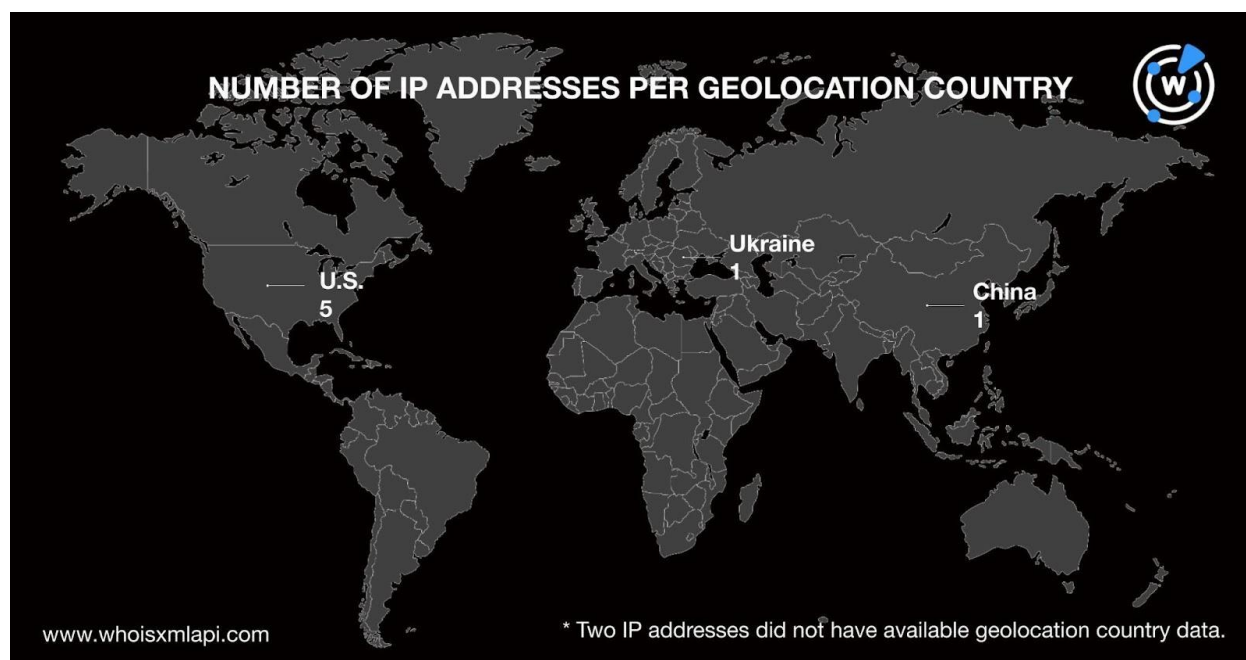 NUMBER OF IP ADDRESSES PER GEOLOCATION COUNTRY
W
Ukraine
1
U.S.
5
China
1
www.whoisxmlapi.com
* Two IP addresses did not have available geolocation country data.